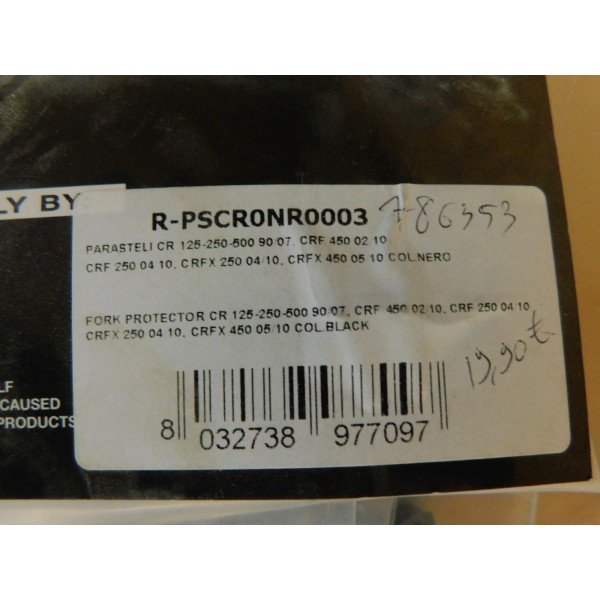 LY BY:
R-PSCR0NR0003 786353
PARASTELI CR 125-250-500 90/07, CRF 450 02 10
CRF 250 04 10, CRFX 250 04/10, CRFX 450 05 10 COL.NERO
FORK PROTECTOR CR 125-250-500 90/07, CRF 450 02/10, CRF 250 04/10
CRFX 250 04/10, CRFX 450 05/10 COL.BLACK
19,90 €
LF
CAUSED
PRODUCTS
8 032738 977097